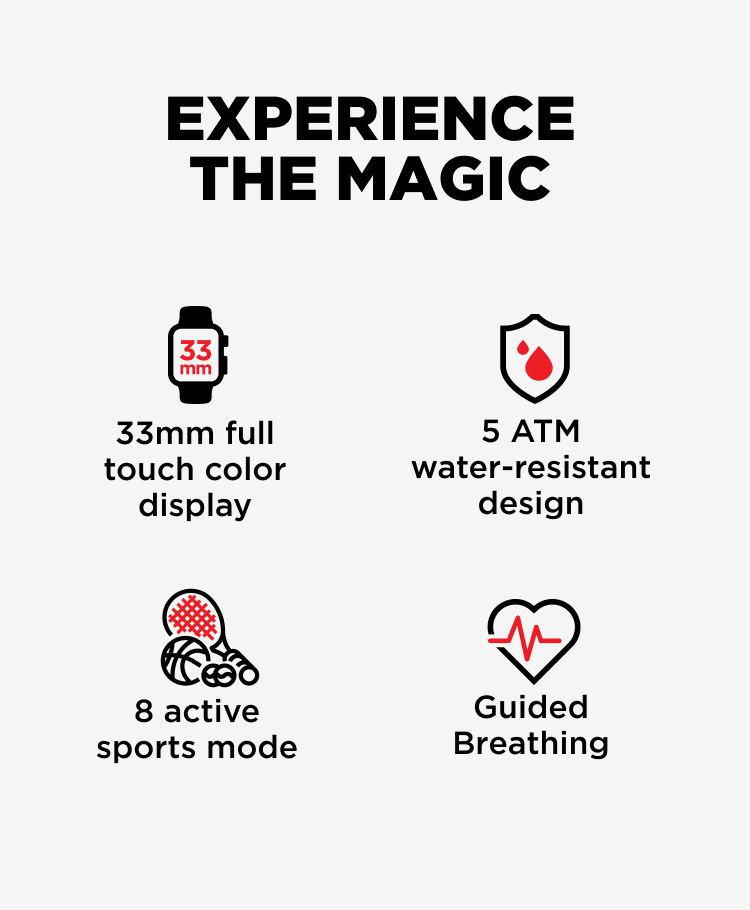 EXPERIENCE
THE MAGIC
33
mm
33mm full
touch color
display
5 ATM
water-resistant
design
8 active
sports mode
Guided
Breathing